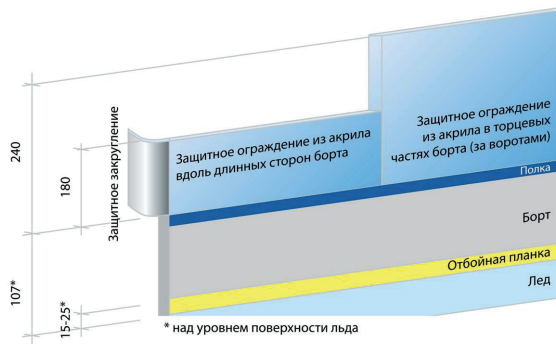 240
180
107*
15-25*
Защитное закругление
Защитное ограждение из акрила
вдоль длинных сторон борта
Защитное ограждение
из акрила в торцевых
частях борта (за воротами)
Полка
Борт
Отбойная планка
Лед
* над уровнем поверхности льда